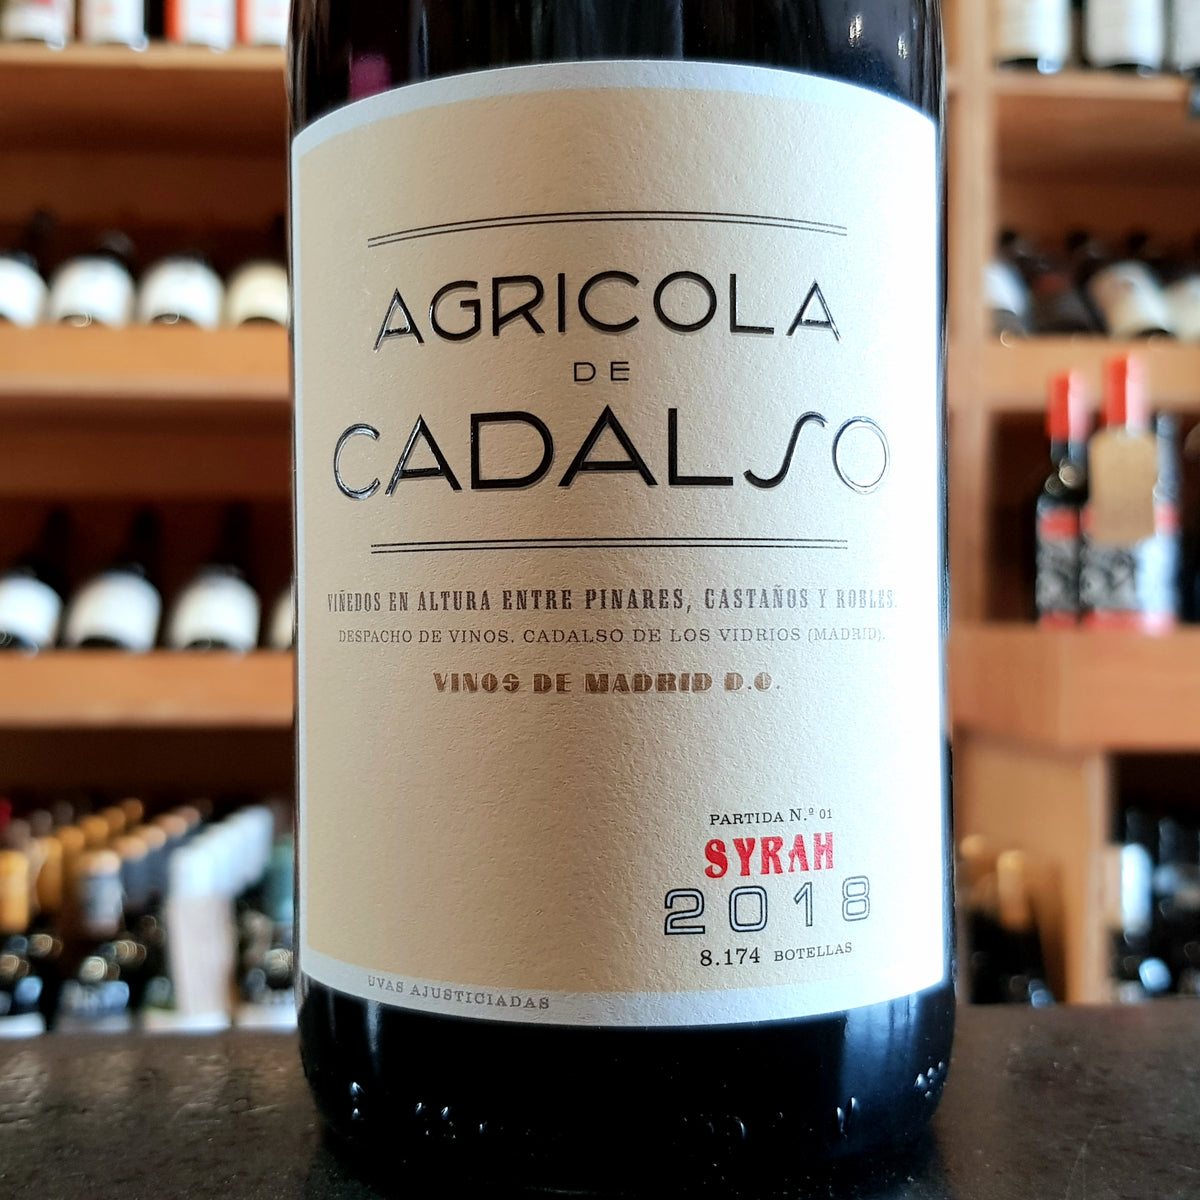 AGRICOLA
DE
CADALSO
VIÑEDOS EN ALTURA ENTRE PINARES, CASTAÑOS Y ROBLES.
DESPACHO DE VINOS. CADALSO DE LOS VIDRIOS (MADRID).
VINOS DE MADRID D.O.
PARTIDA N.º 01
SYRAH
2018
8.174 BOTELLAS
UVAS AJUSTICIADAS